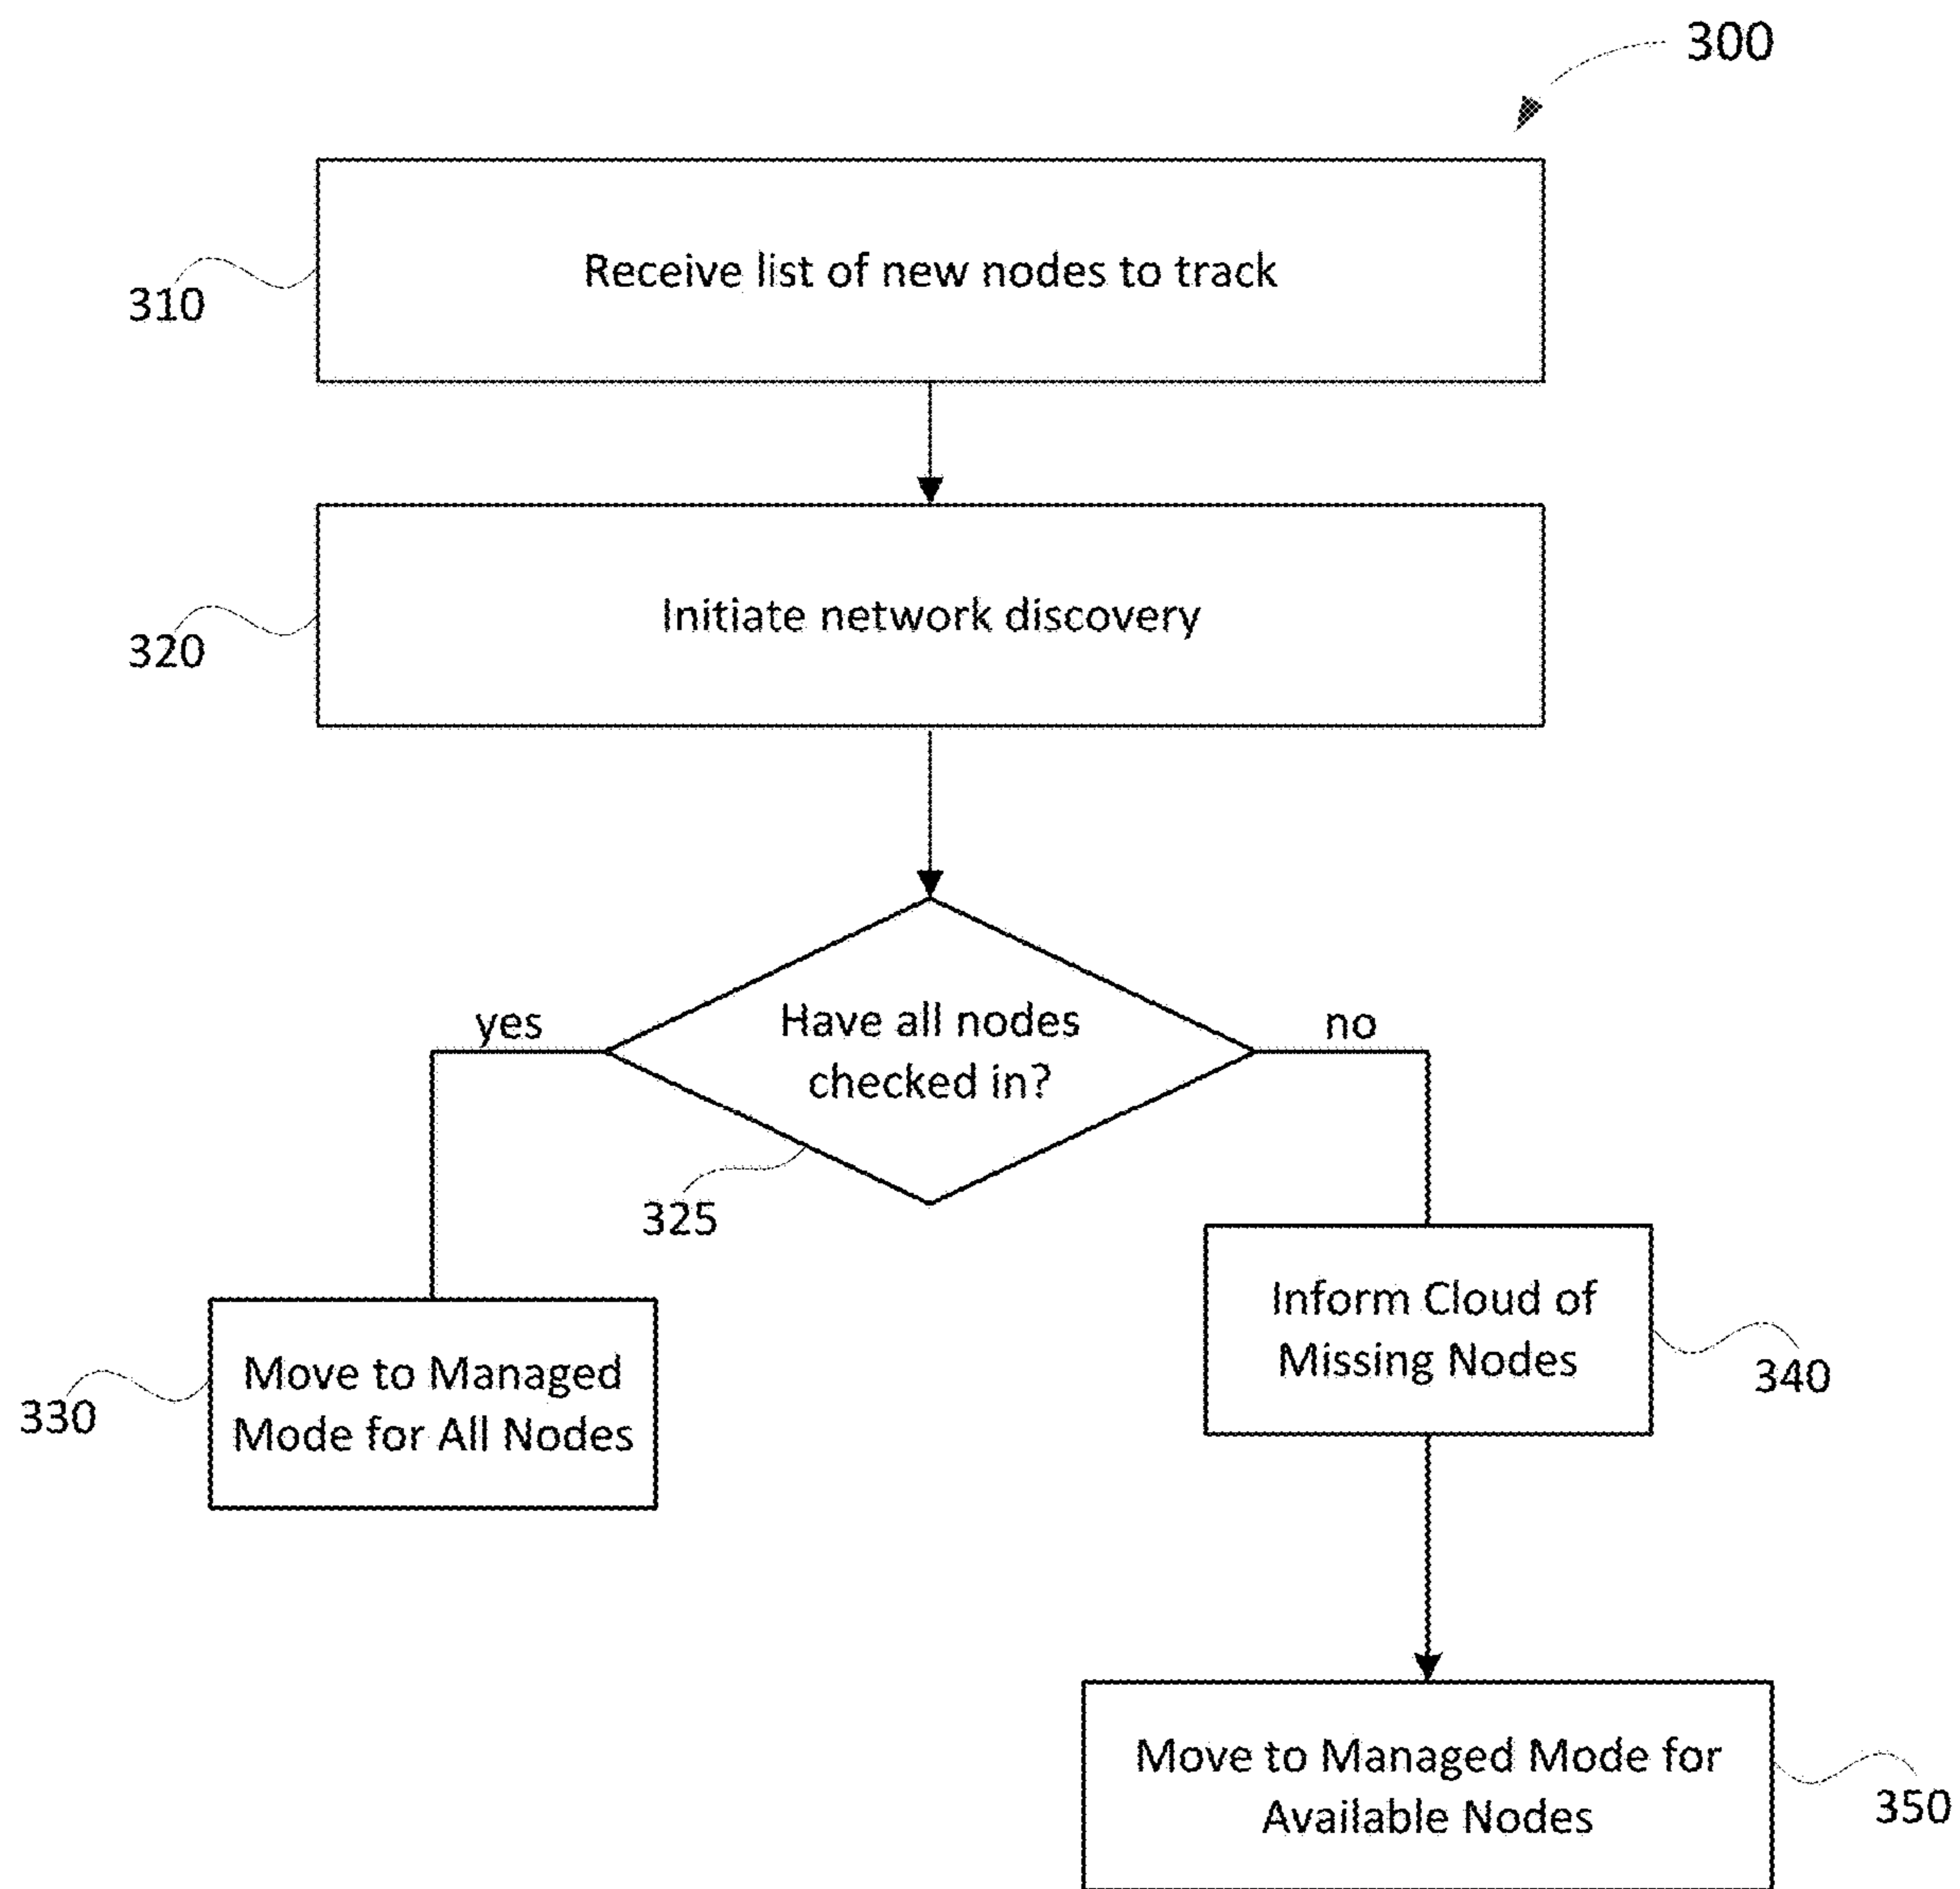 300
Receive list of new nodes to track
310
Initiate network discovery
320
yes
Have all nodes
checked in?
no
325
Inform Cloud of
Missing Nodes
340
Move to Managed
Mode for All Nodes
330
Move to Managed Mode for
Available Nodes
350